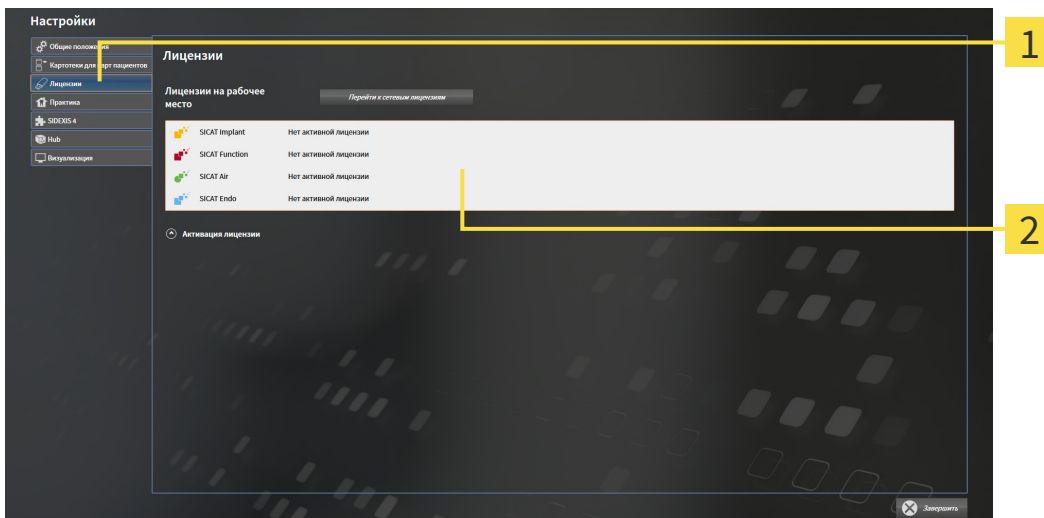 Настройки
Общие положения
Картотеки для карт пациентов
Лицензии
Практика
SIDEXIS 4
Hub
Визуализация
Лицензии
Лицензии на рабочее
место
Перейти к сетевым лицензиям
SICAT Implant Нет активной лицензии
SICAT Function Нет активной лицензии
SICAT Air Нет активной лицензии
SICAT Endo Нет активной лицензии
Активация лицензии
Завершить
1
2